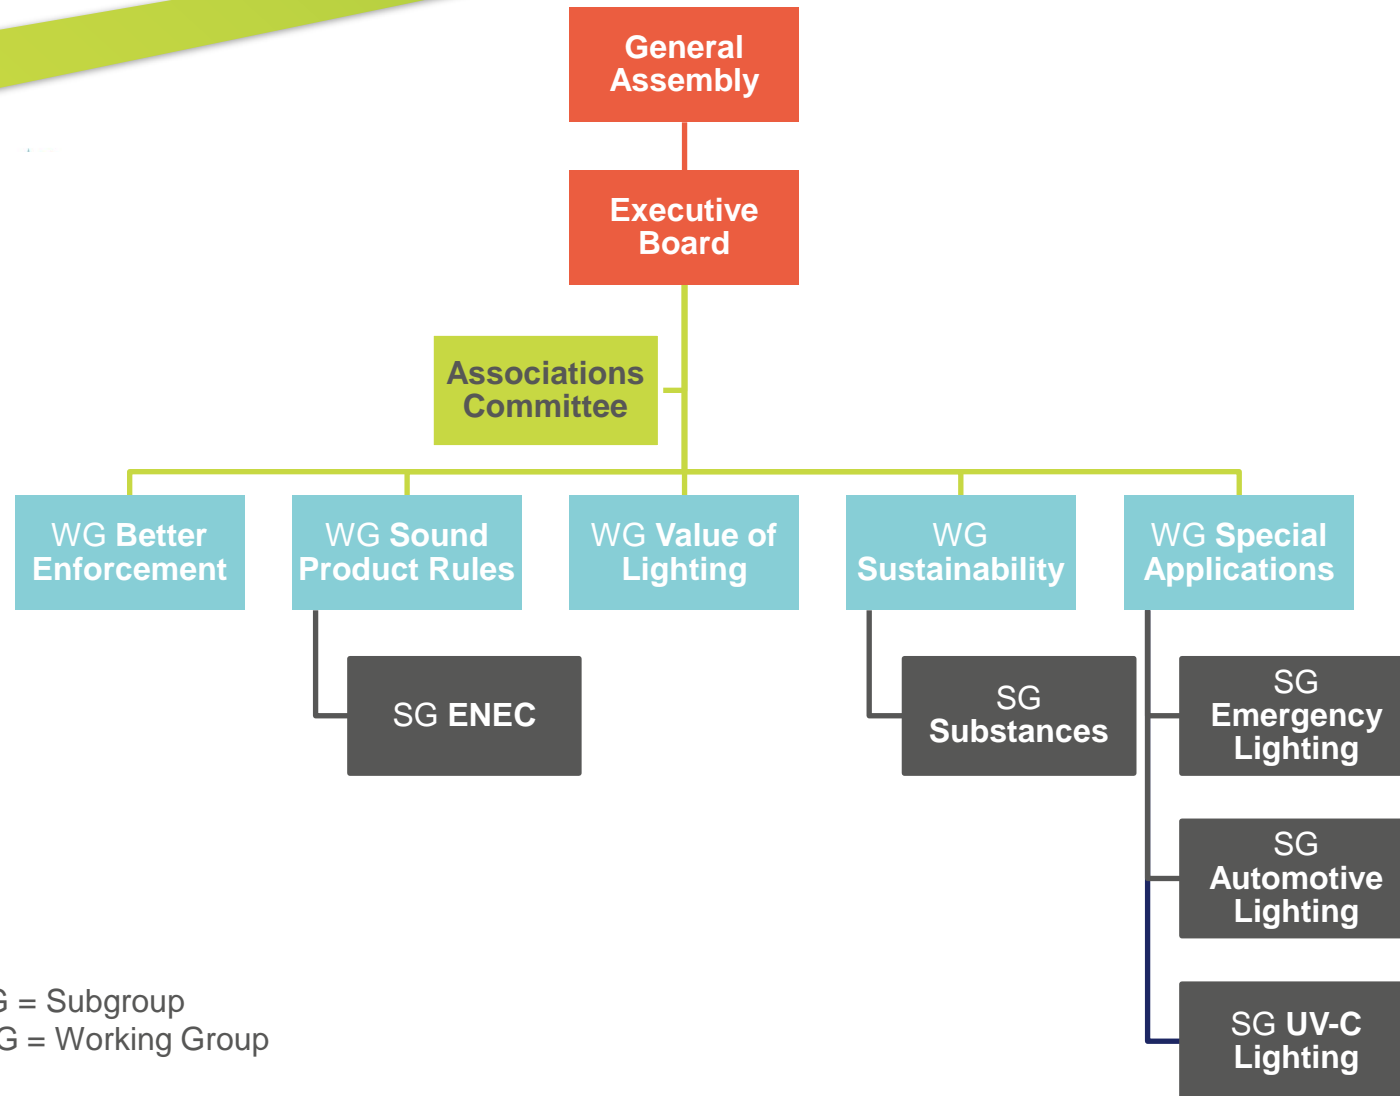 General
Assembly
Executive
Board
Associations
Committee
WG Better
Enforcement
WG Sound
Product Rules
WG Value of
Lighting
WG
Sustainability
WG Special
Applications
SG ENEC
SG
Substances
SG
Emergency
Lighting
SG
Automotive
Lighting
SG UV-C
Lighting
G = Subgroup
G = Working Group